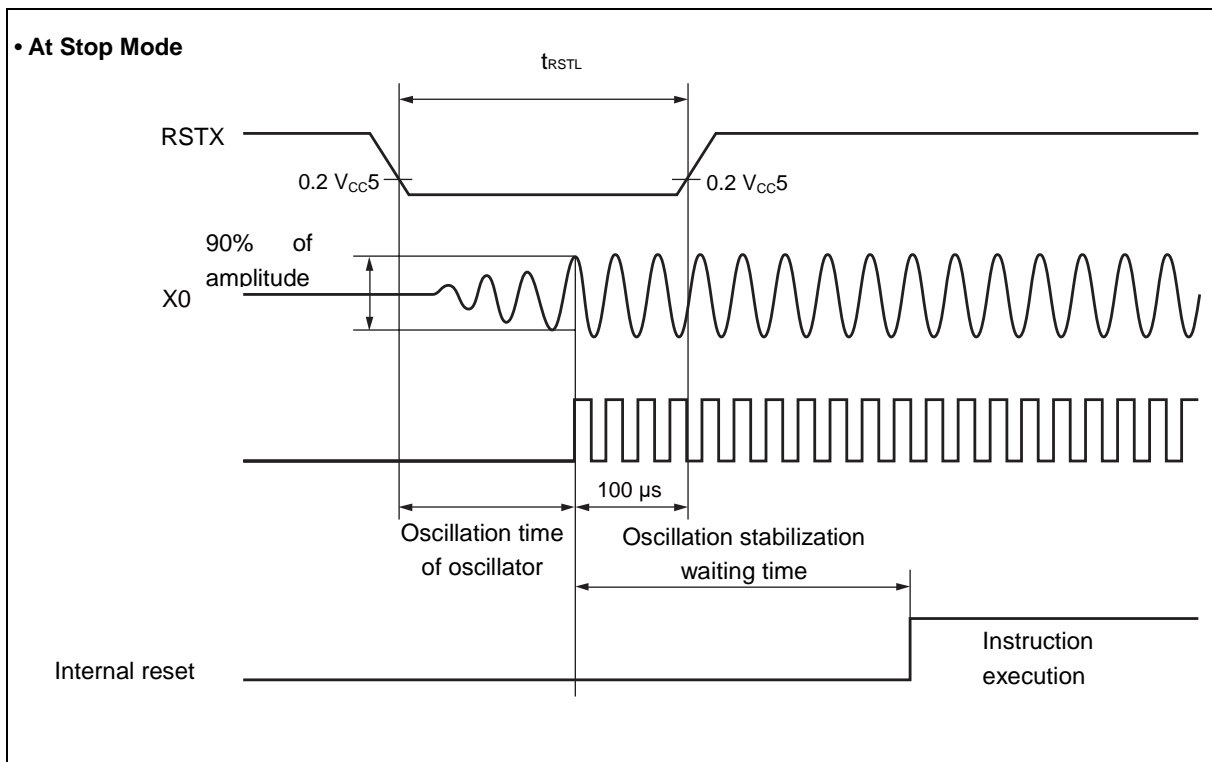 • At Stop Mode
tRSTL
RSTX
0.2 VCC5
0.2 VCC5
90% of
amplitude
X0
100 µs
Oscillation time
of oscillator
Oscillation stabilization
waiting time
Internal reset
Instruction
execution